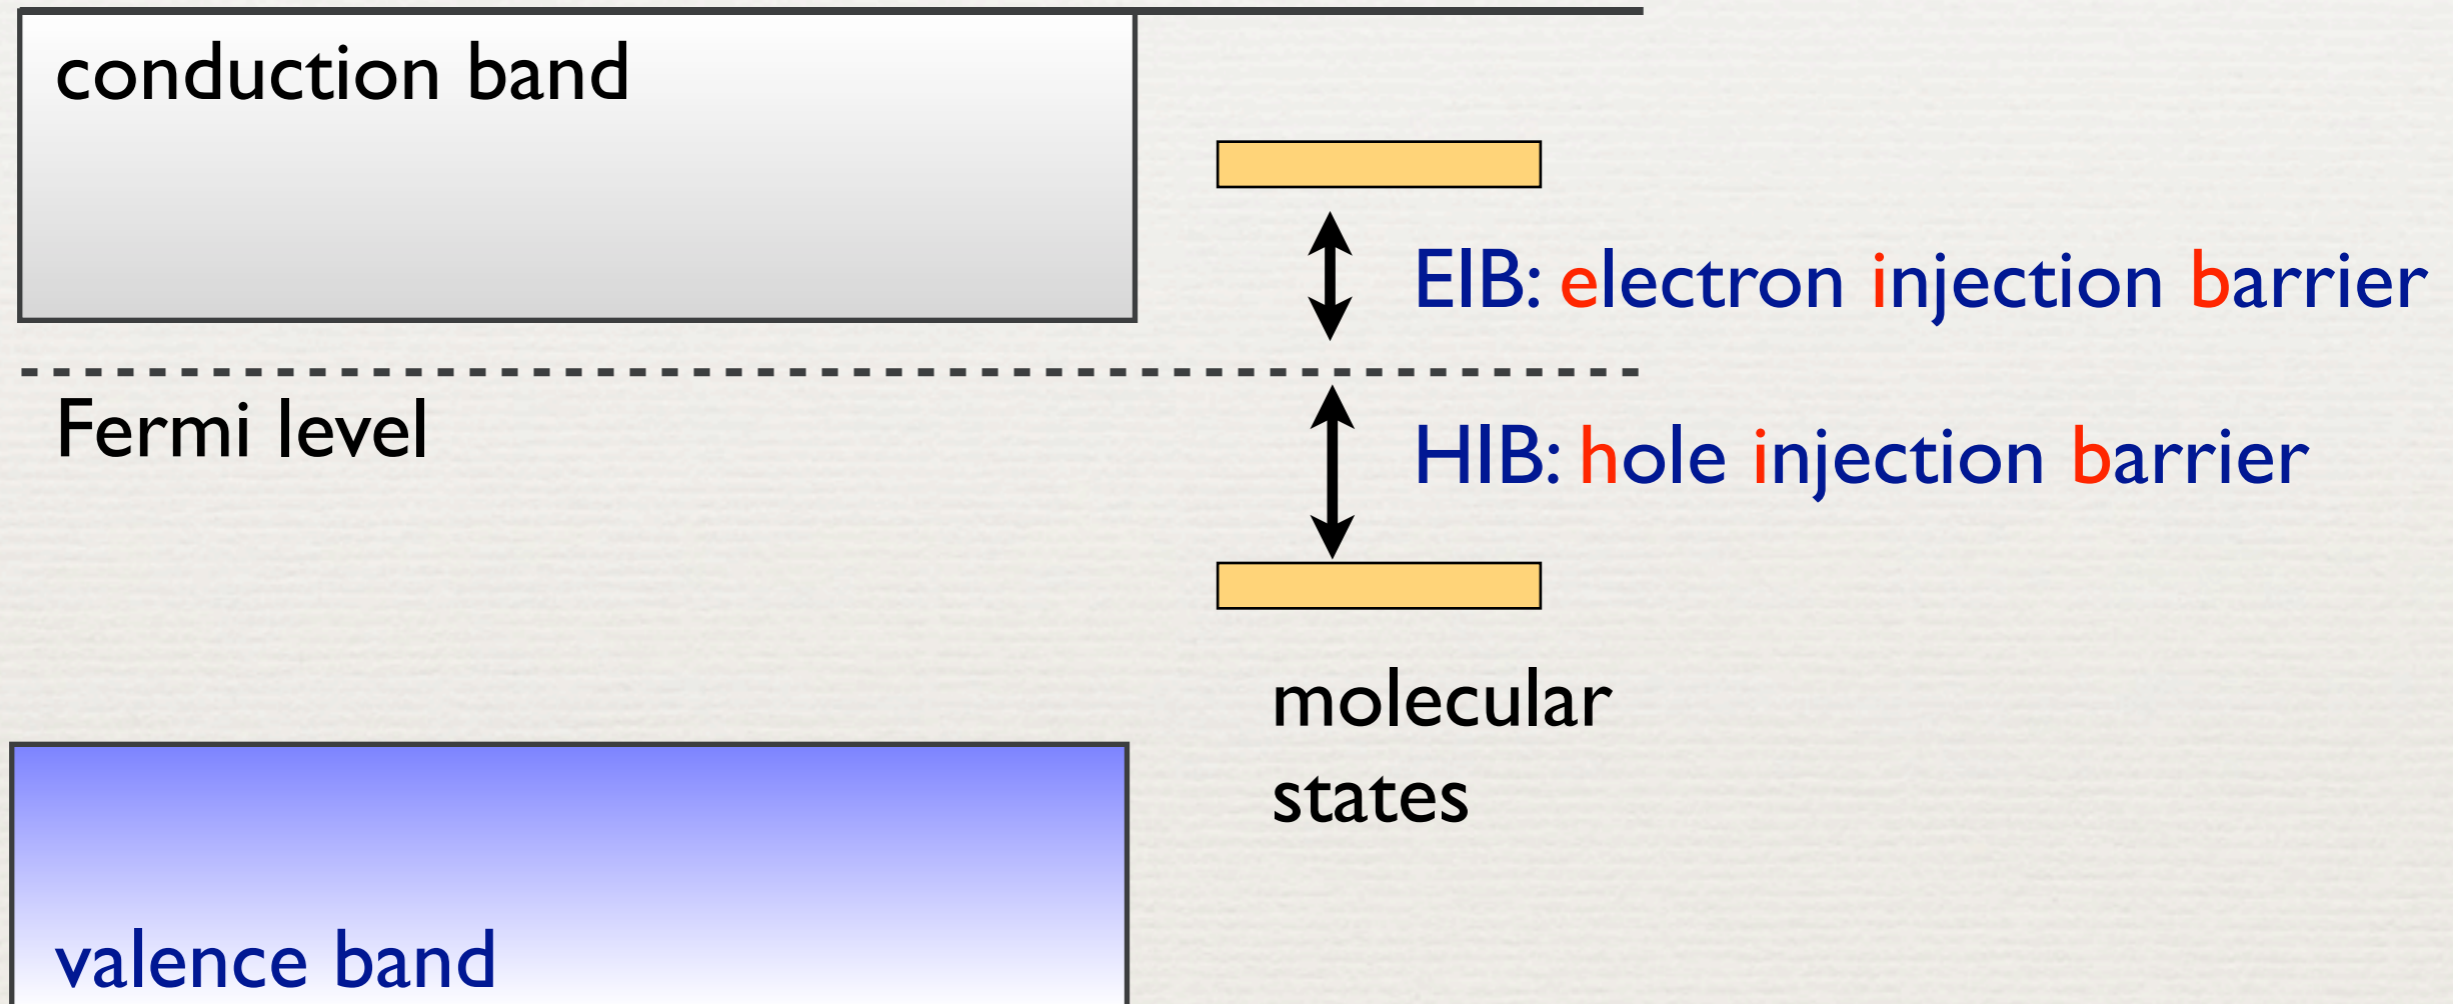 conduction band
EIB: electron injection barrier
Fermi level
HIB: hole injection barrier
molecular
states
valence band